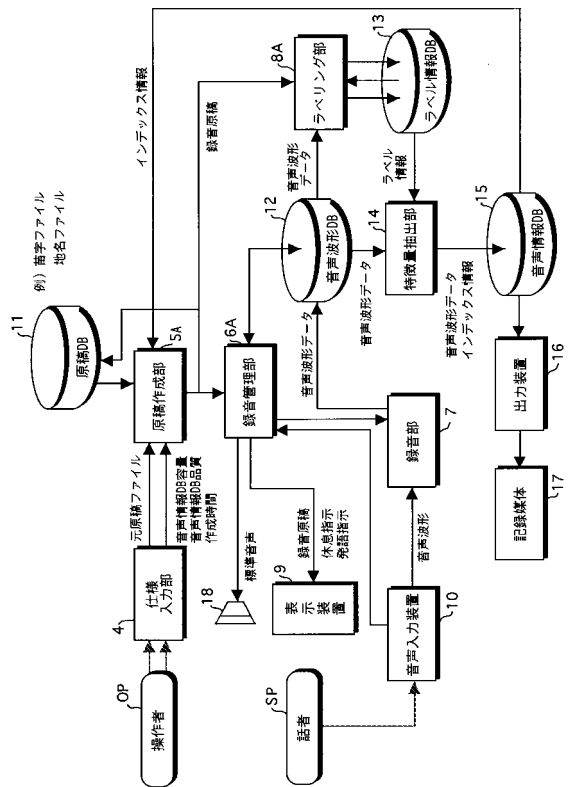 11
例）苗字ファイル
地名ファイル
原稿DB
インデックス情報
OP
操作者
4
仕様
入力部
元原稿ファイル
音声情報DB容量
音声情報DB品質
作成時間
5A
原稿作成部
録音原稿
6A
録音管理部
12
音声波形DB
音声波形
データ
8A
ラベリング部
13
ラベル情報DB
18
標準音声
録音原稿
休息指示
発語指示
9
表示
装置
音声波形データ
音声波形データ
ラベル
情報
14
特徴量抽出部
SP
話者
10
音声入力装置
音声波形
7
録音部
音声波形データ
インデックス情報
15
音声情報DB
16
出力装置
17
記録媒体